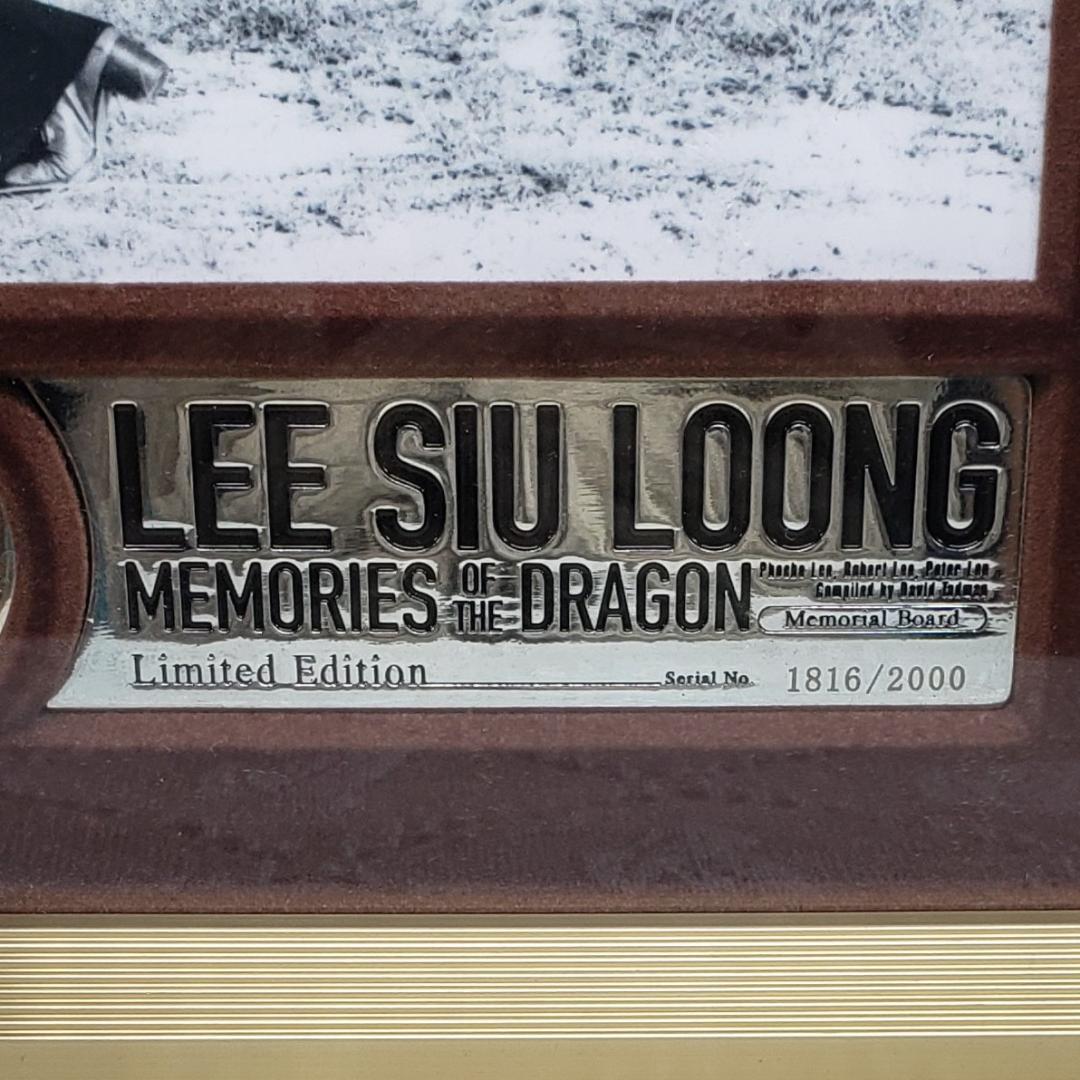 LEE SIU LOONG
MEMORIES OF THE DRAGON
Phoebe Lee, Robert Lee, Peter Lee,
Compiled by David Tadman
Memorial Board
Limited Edition Serial No. 1816/2000